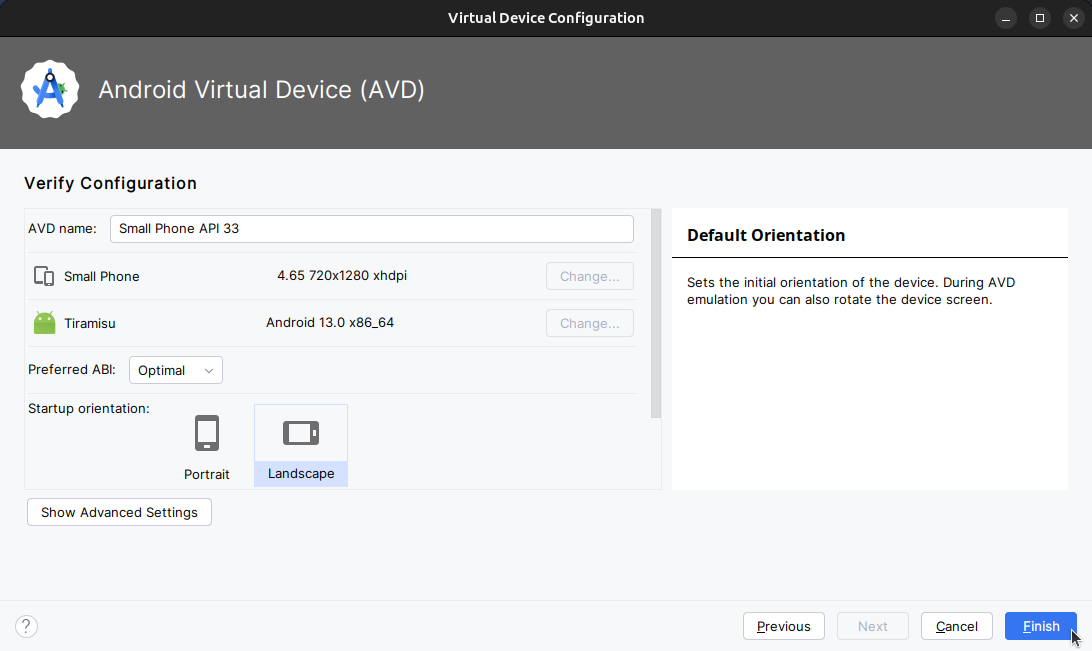 Virtual Device Configuration
Android Virtual Device (AVD)
Verify Configuration
AVD name: Small Phone API 33
Small Phone 4.65 720x1280 xhdpi Change...
Tiramisu Android 13.0 x86_64 Change...
Preferred ABI: Optimal
Startup orientation:
Portrait Landscape
Show Advanced Settings
Default Orientation
Sets the initial orientation of the device. During AVD
emulation you can also rotate the device screen.
? Previous Next Cancel Finish